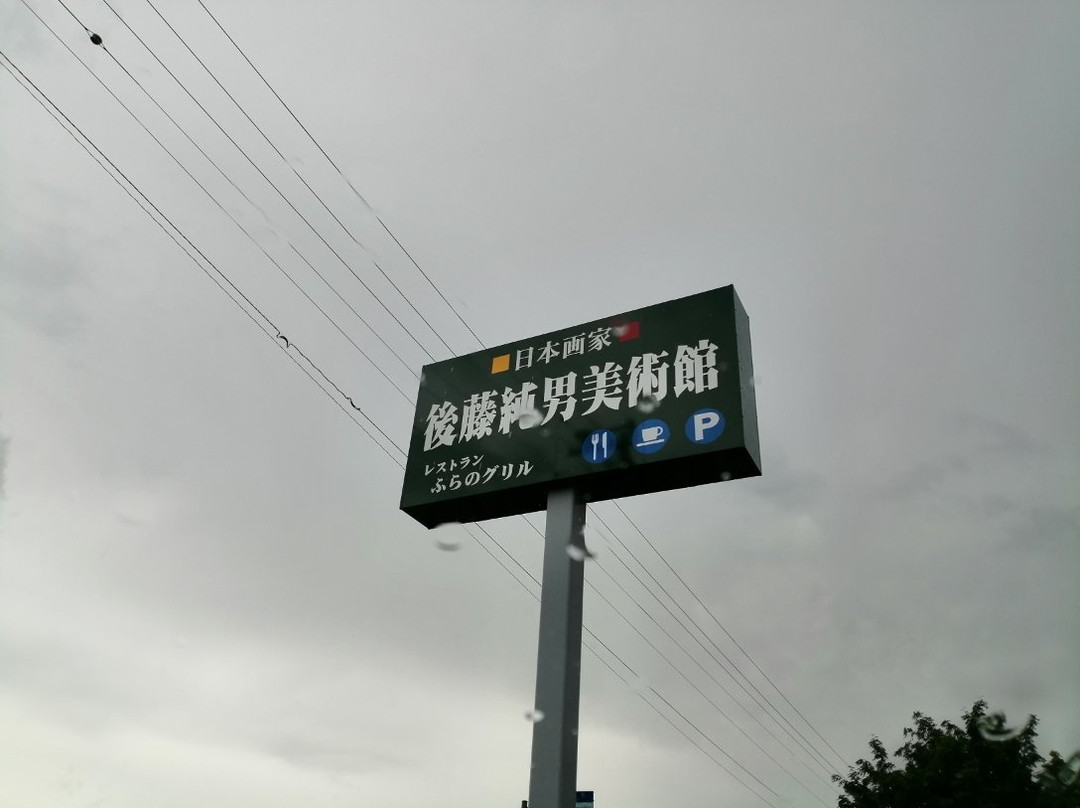 日本画家
後藤純男美術館
レストラン
ふらのグリル
P